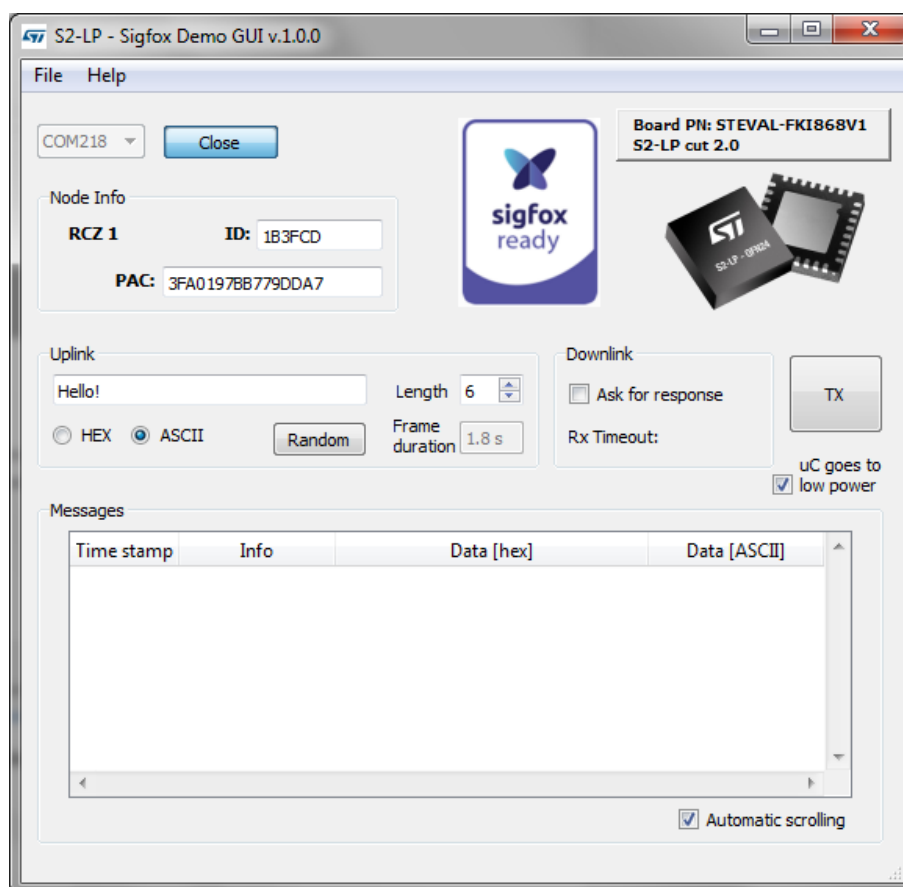 S2-LP - Sigfox Demo GUI v.1.0.0
File Help
COM218 Close
Board PN: STEVAL-FKI868V1
S2-LP cut 2.0
sigfox
ready
S2-LP - QFN24
Node Info
RCZ 1 ID: 1B3FCD
PAC: 3FA0197BB779DDA7
Uplink
Hello! Length 6
HEX ASCII Random Frame duration 1.8 s
Downlink
Ask for response
Rx Timeout:
TX
uC goes to
low power
Messages
Time stamp Info Data [hex] Data [ASCII]
Automatic scrolling